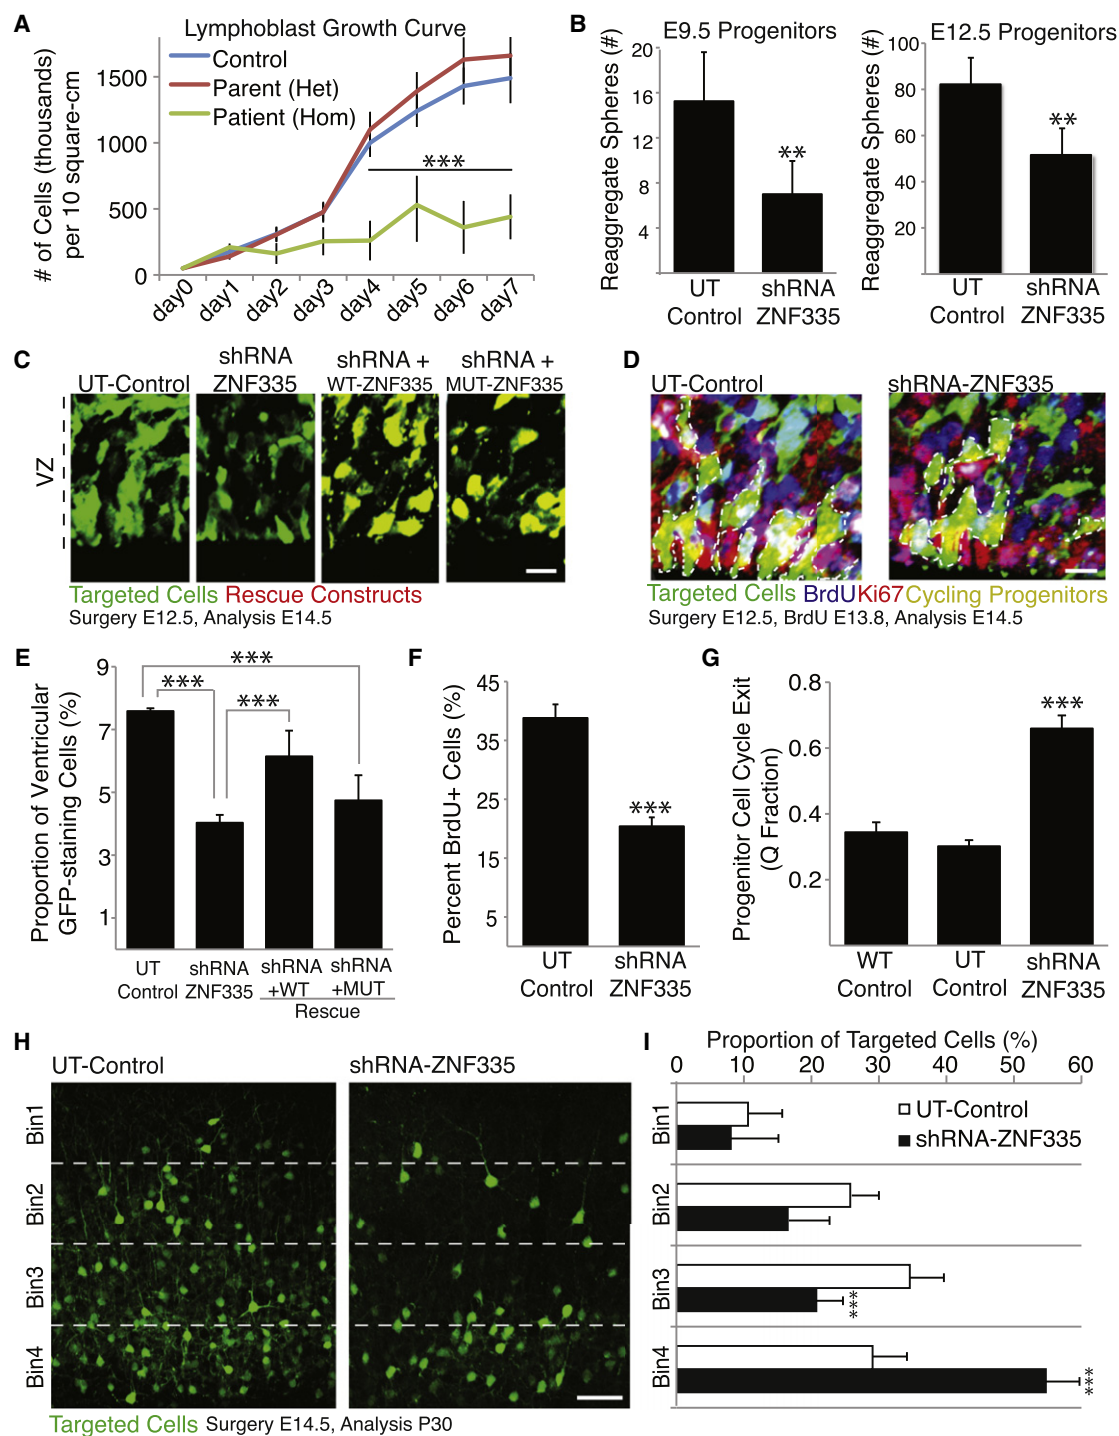 A
Lymphoblast Growth Curve
Control
Parent (Het)
Patient (Hom)
# of Cells (thousands)
per 10 square-cm
1500
1000
500
0
***
day0
day1
day2
day3
day4
day5
day6
day7
B
E9.5 Progenitors
Reaggregate Spheres (#)
20
16
12
8
4
**
UT
Control
shRNA
ZNF335
E12.5 Progenitors
Reaggregate Spheres (#)
100
80
60
40
20
**
UT
Control
shRNA
ZNF335
C
UT-Control
shRNA
ZNF335
shRNA +
WT-ZNF335
shRNA +
MUT-ZNF335
VZ
Targeted Cells Rescue Constructs
Surgery E12.5, Analysis E14.5
D
UT-Control
shRNA-ZNF335
Targeted Cells BrdU Ki67 Cycling Progenitors
Surgery E12.5, BrdU E13.8, Analysis E14.5
E
Proportion of Ventricular
GFP-staining Cells (%)
9
7
5
3
1
***
***
***
UT
Control
shRNA
ZNF335
shRNA
+WT
shRNA
+MUT
Rescue
F
Percent BrdU+ Cells (%)
45
35
25
15
5
***
UT
Control
shRNA
ZNF335
G
Progenitor Cell Cycle Exit
(Q Fraction)
0.8
0.6
0.4
0.2
***
WT
Control
UT
Control
shRNA
ZNF335
H
UT-Control
shRNA-ZNF335
Bin1
Bin2
Bin3
Bin4
Targeted Cells Surgery E14.5, Analysis P30
I
Proportion of Targeted Cells (%)
0 10 20 30 40 50 60
UT-Control
shRNA-ZNF335
Bin1
Bin2
Bin3
***
Bin4
***